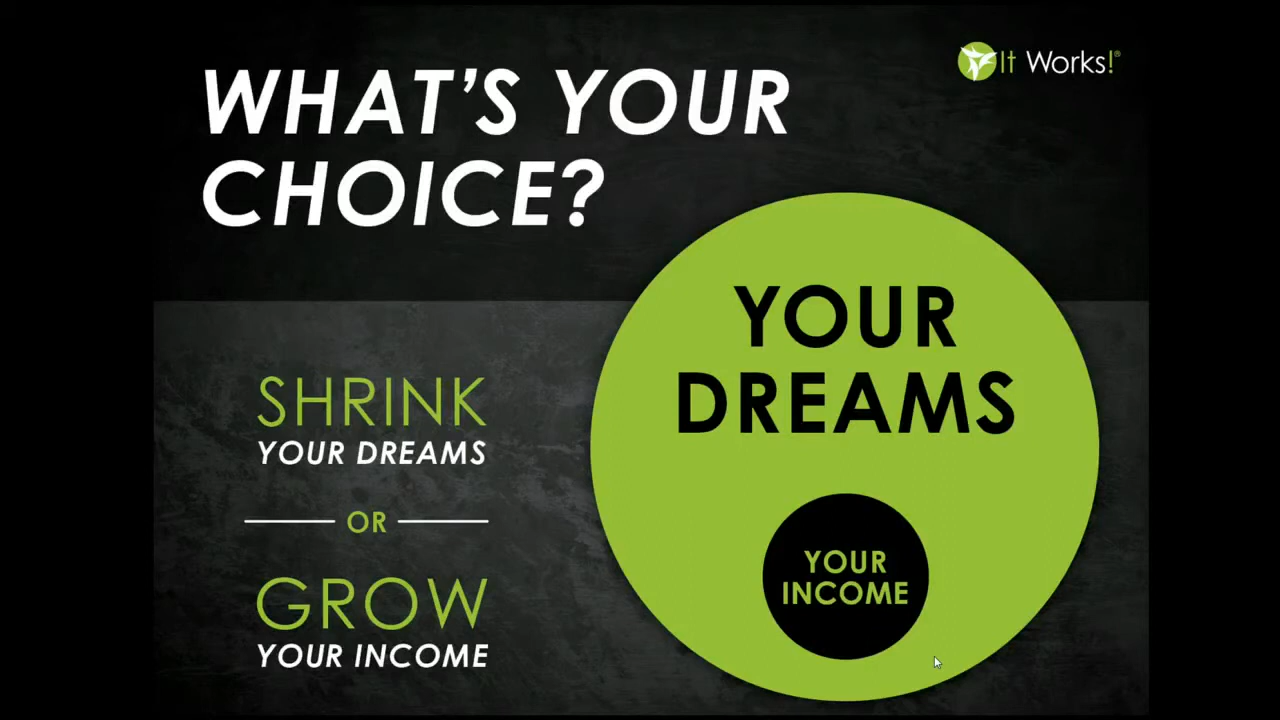 It Works!®
WHAT'S YOUR
CHOICE?
SHRINK
YOUR DREAMS
OR
GROW
YOUR INCOME
YOUR
DREAMS
YOUR
INCOME